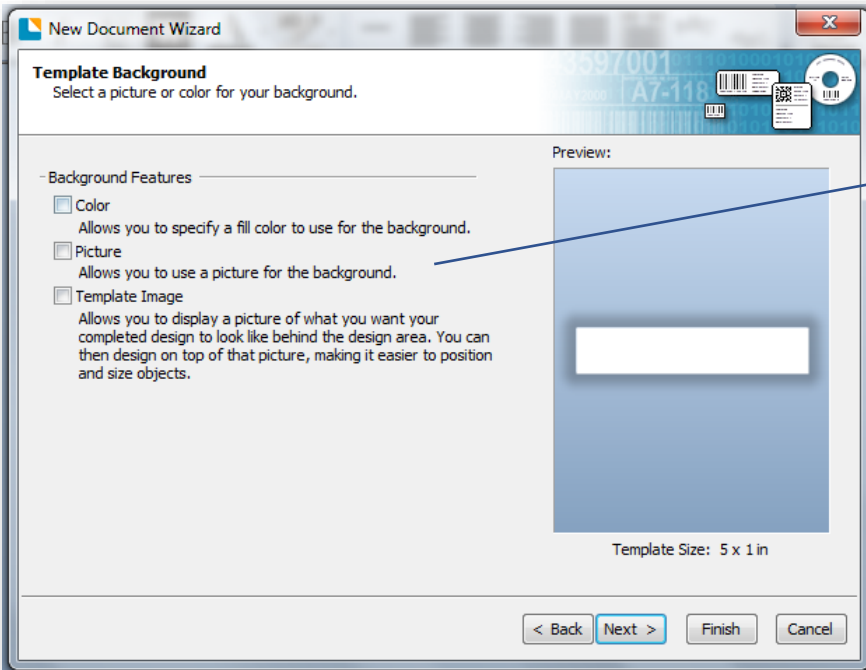 New Document Wizard
Template Background
Select a picture or color for your background.
3597001
A7-118
Preview:
Background Features
Color
Allows you to specify a fill color to use for the background.
Picture
Allows you to use a picture for the background.
Template Image
Allows you to display a picture of what you want your
completed design to look like behind the design area. You can
then design on top of that picture, making it easier to position
and size objects.
Template Size: 5 x 1 in
< Back
Next >
Finish
Cancel